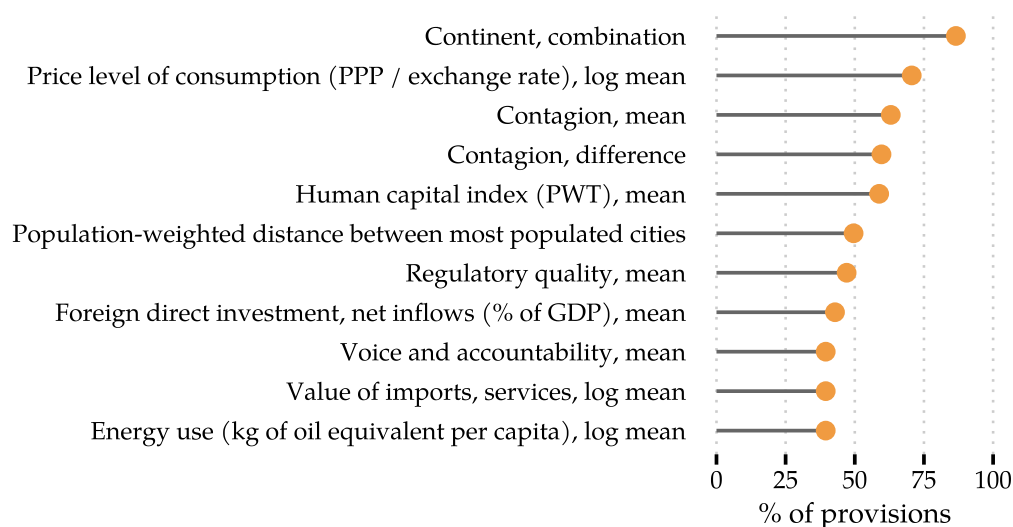 Continent, combination
Price level of consumption (PPP / exchange rate), log mean
Contagion, mean
Contagion, difference
Human capital index (PWT), mean
Population-weighted distance between most populated cities
Regulatory quality, mean
Foreign direct investment, net inflows (% of GDP), mean
Voice and accountability, mean
Value of imports, services, log mean
Energy use (kg of oil equivalent per capita), log mean
0 25 50 75 100
% of provisions